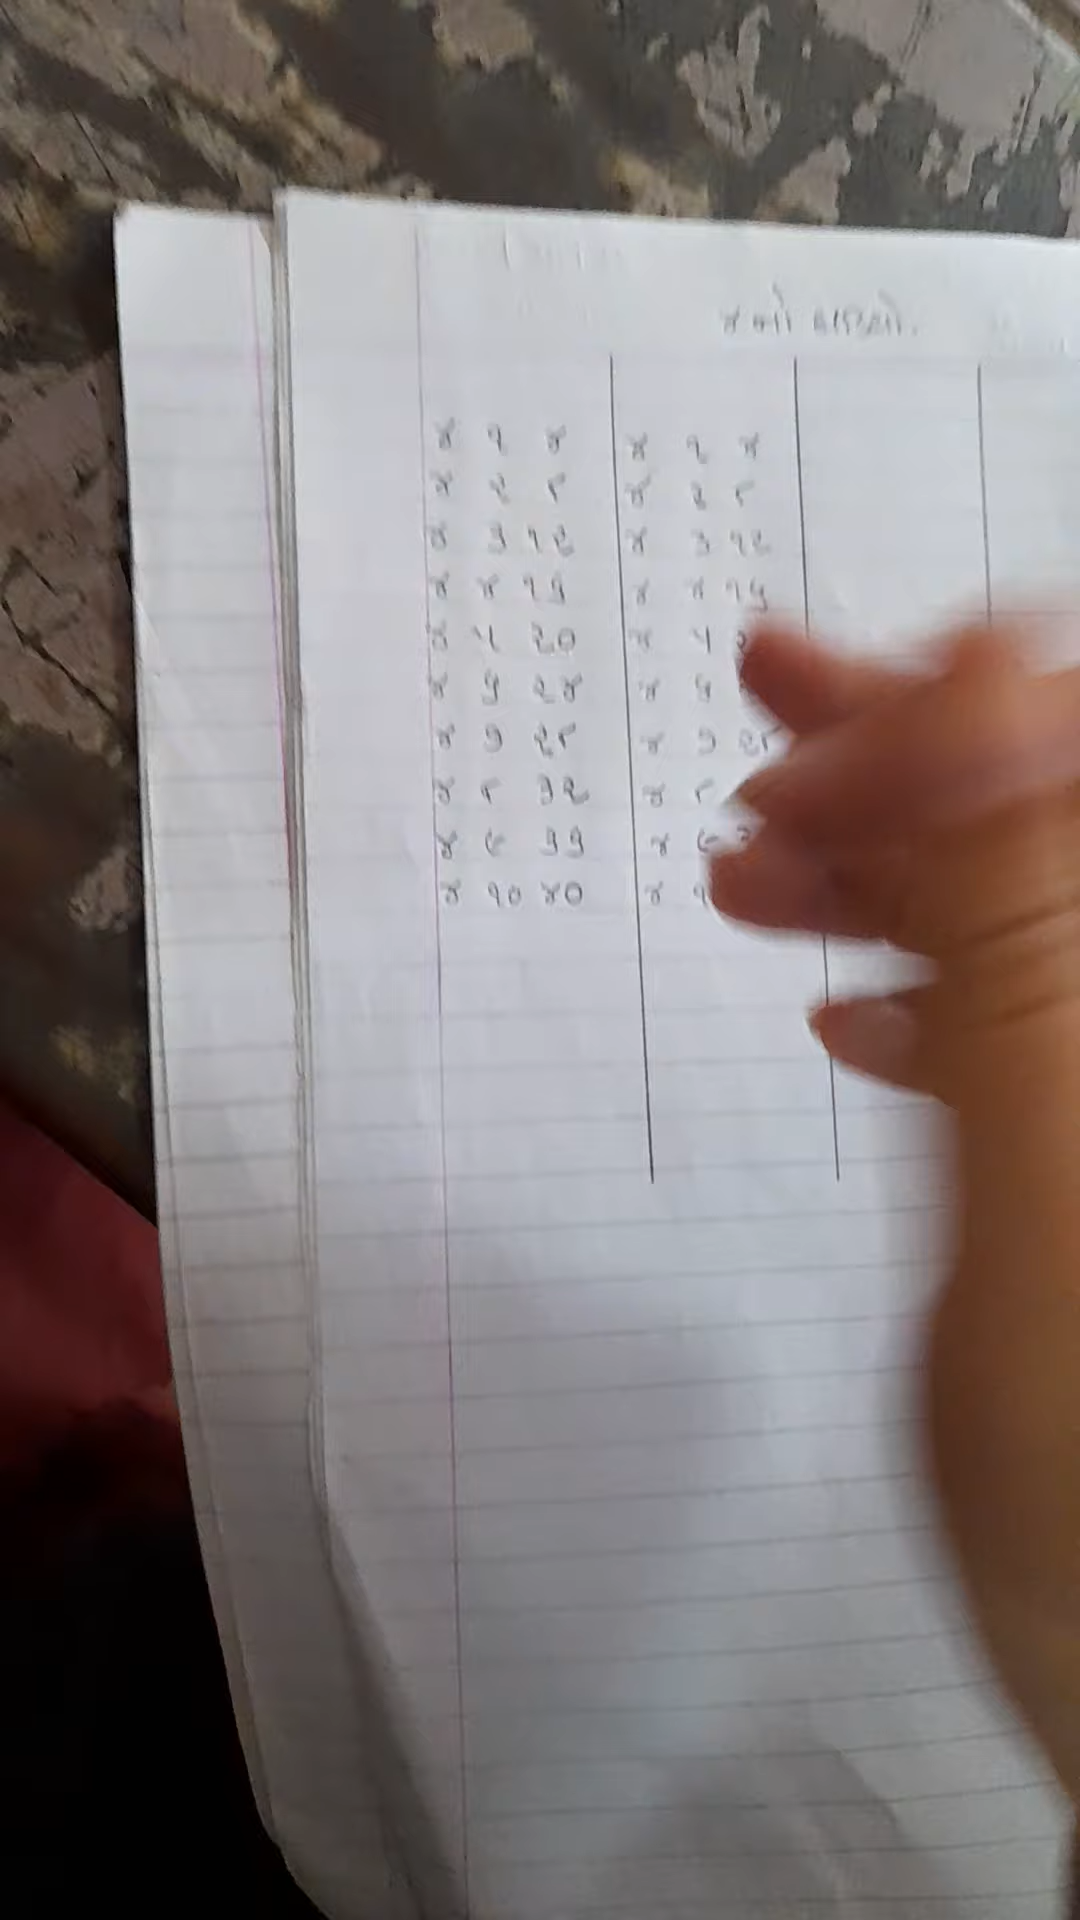 ૪ નો ઘડિયો.
૪ ૧ ૪ ૪ ૧ ૪
૪ ૨ ૮ ૪ ૨ ૮
૪ ૩ ૧૨ ૪ ૩ ૧૨
૪ ૪ ૧૬ ૪ ૪ ૧૬
૪ ૫ ૨૦ ૪ ૫
૪ ૬ ૨૪ ૪ ૬
૪ ૭ ૨૮ ૪ ૭ ૨૮
૪ ૮ ૩૨ ૪ ૮
૪ ૯ ૩૬ ૪ ૯
૪ ૧૦ ૪૦ ૪